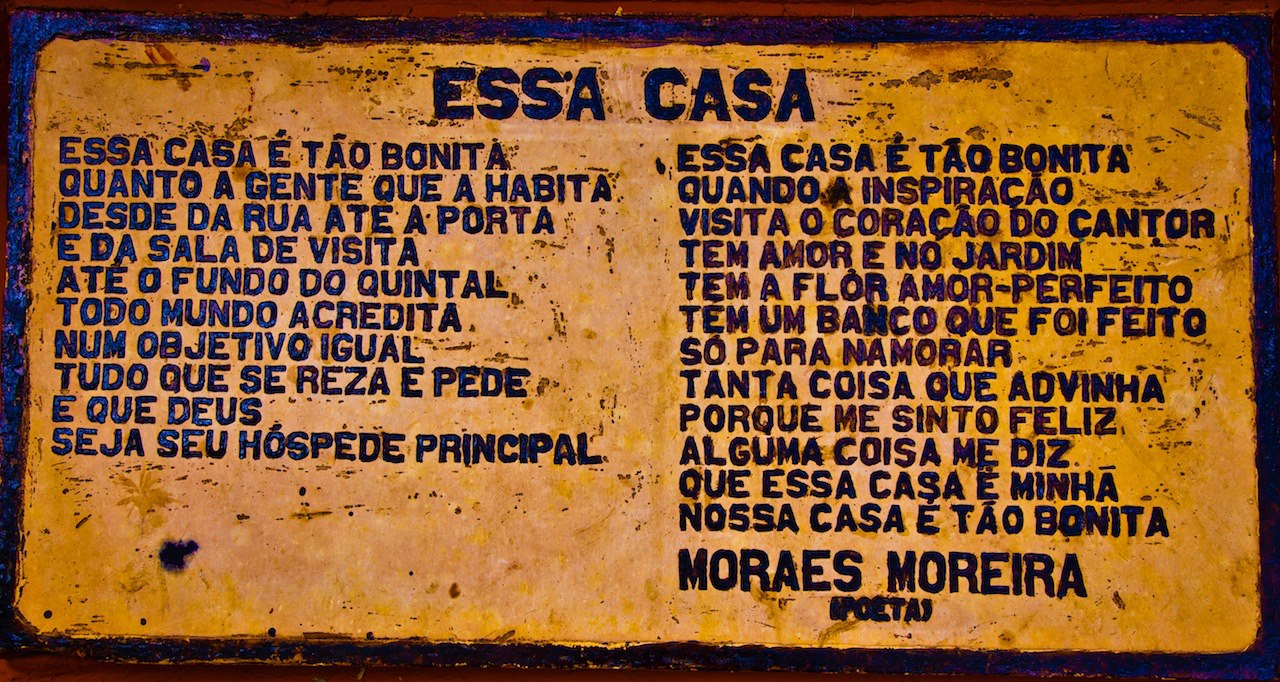 ESSA CASA
ESSA CASA É TÃO BONITA
QUANTO A GENTE QUE A HABITA
DESDE DA RUA ATÉ A PORTA
E DA SALA DE VISITA
ATÉ O FUNDO DO QUINTAL
TODO MUNDO ACREDITA
NUM OBJETIVO IGUAL
TUDO QUE SE REZA E PEDE
E QUE DEUS
SEJA SEU HÓSPEDE PRINCIPAL
ESSA CASA É TÃO BONITA
QUANDO A INSPIRAÇÃO
VISITA O CORAÇÃO DO CANTOR
TEM AMOR E NO JARDIM
TEM A FLÔR AMOR-PERFEITO
TEM UM BANCO QUE FOI FEITO
SÓ PARA NAMORAR
TANTA COISA QUE ADVINHA
PORQUE ME SINTO FELIZ
ALGUMA COISA ME DIZ
QUE ESSA CASA É MINHA
NOSSA CASA É TÃO BONITA
MORAES MOREIRA
(POETA)